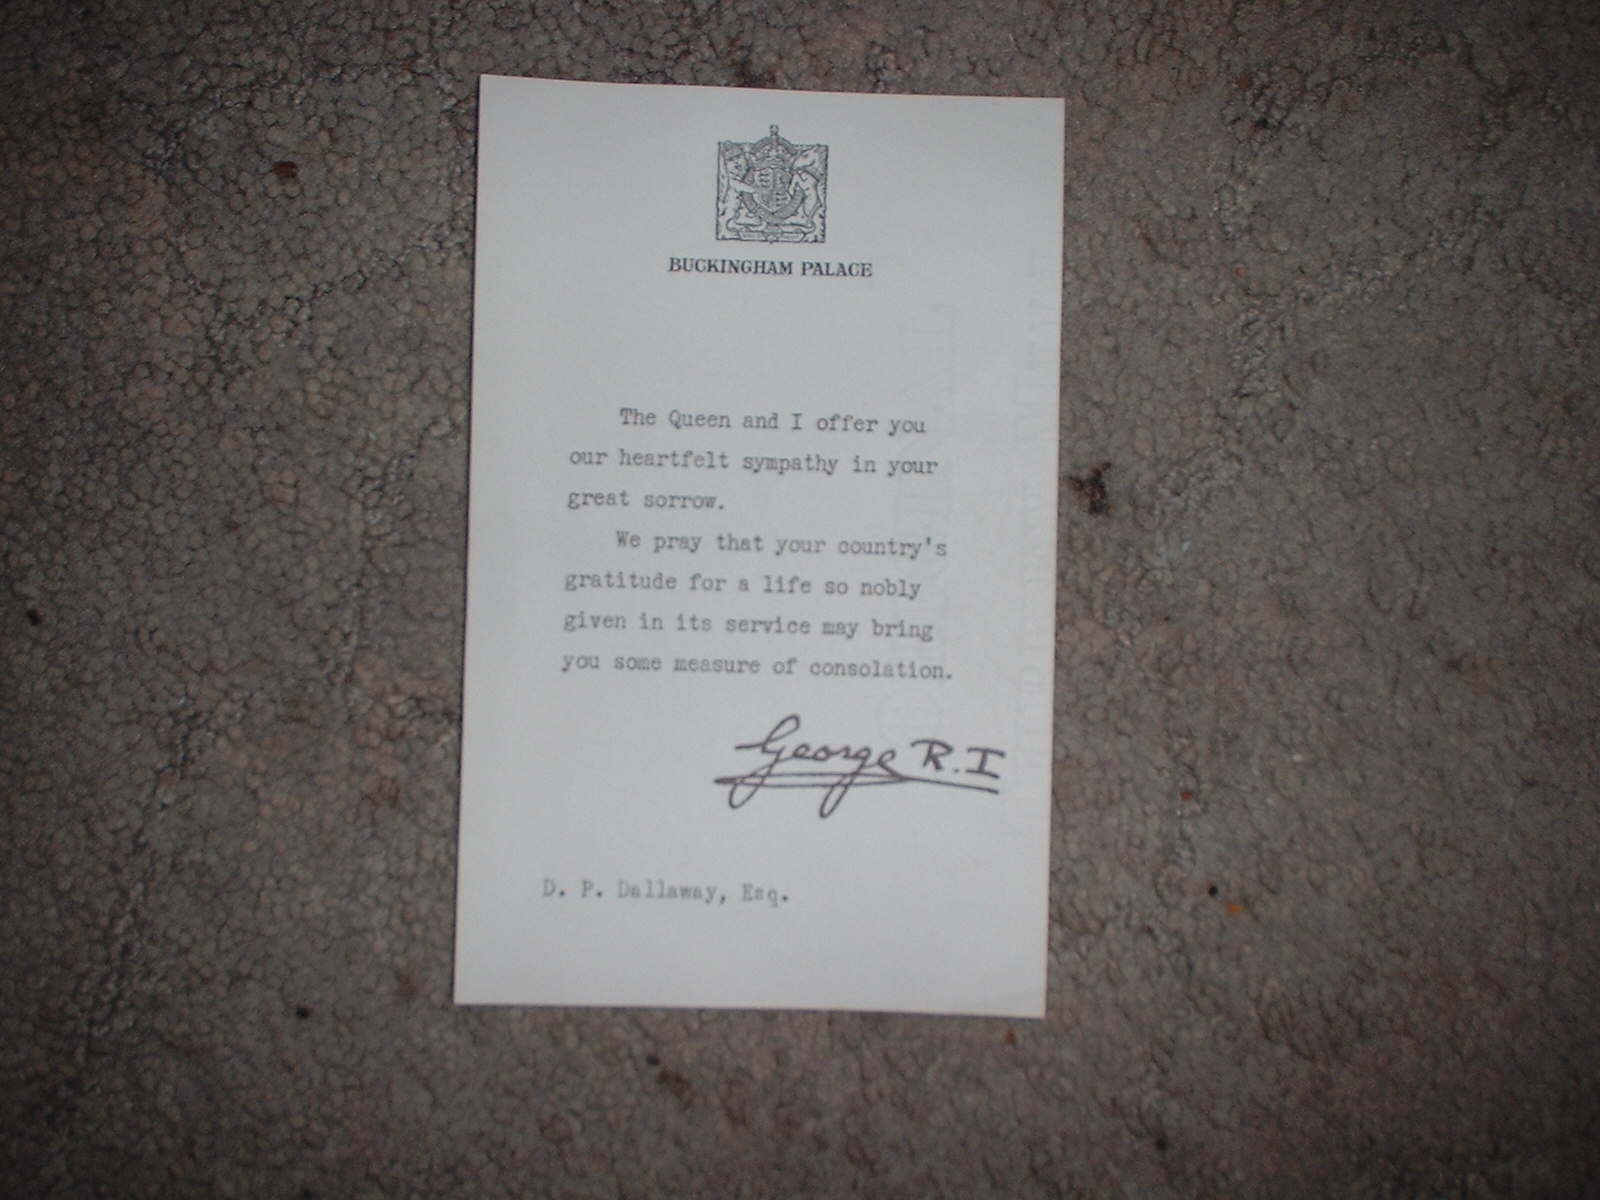 BUCKINGHAM PALACE
The Queen and I offer you
our heartfelt sympathy in your
great sorrow.
We pray that your country's
gratitude for a life so nobly
given in its service may bring
you some measure of consolation.
George R.I
D. P. Dallaway, Esq.